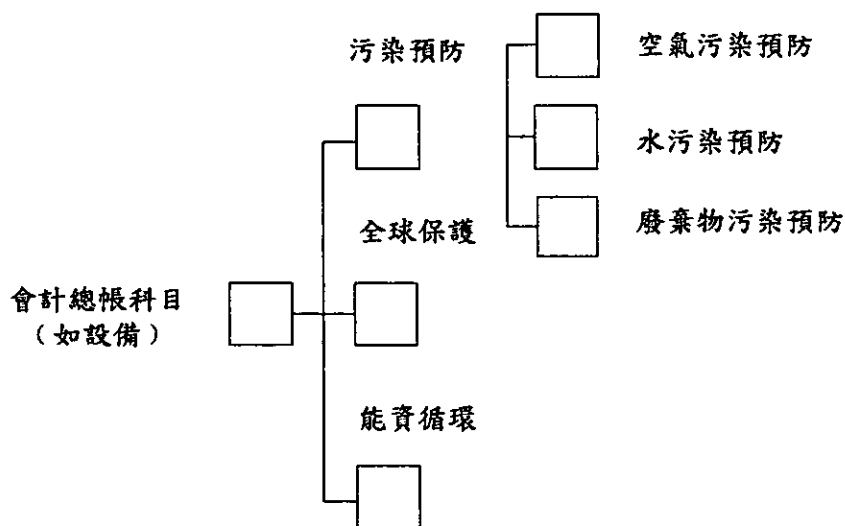 污染預防
空氣污染預防
水污染預防
全球保護
廢棄物污染預防
會計總帳科目
（如設備）
能資循環